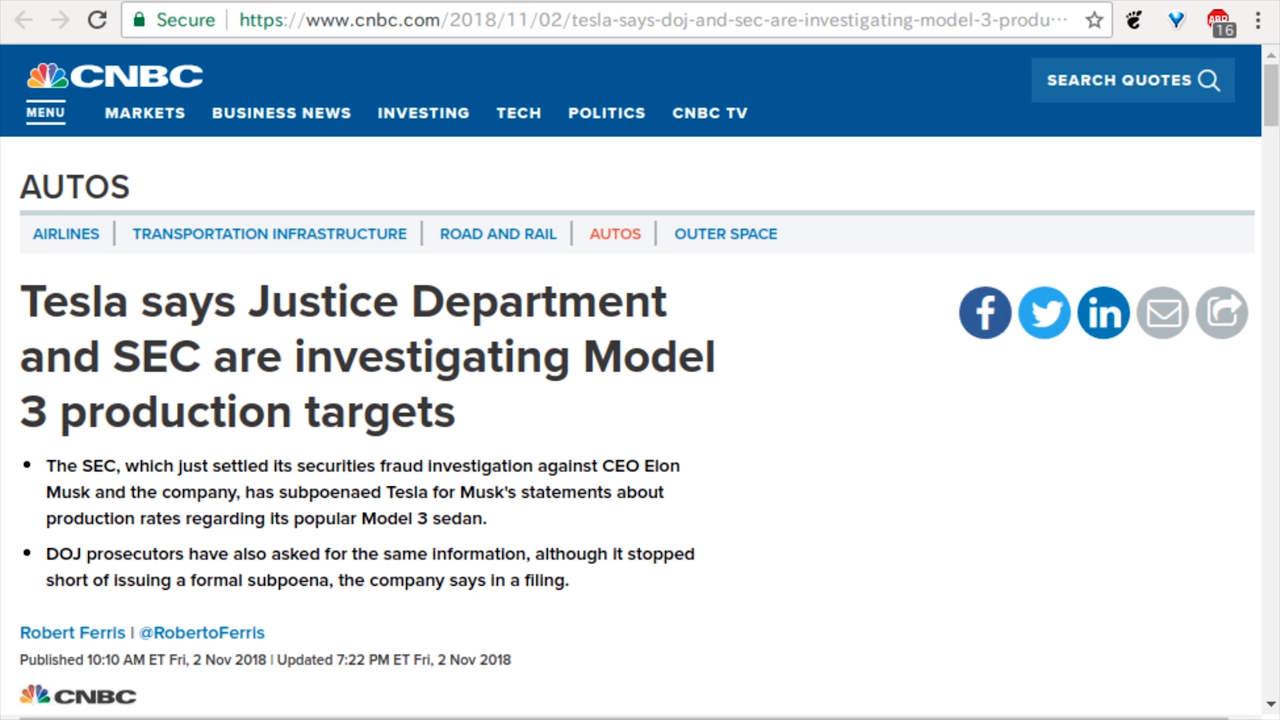 Secure https://www.cnbc.com/2018/11/02/tesla-says-doj-and-sec-are-investigating-model-3-produ···
ABP
16
CNBC
SEARCH QUOTES
MENU MARKETS BUSINESS NEWS INVESTING TECH POLITICS CNBC TV
AUTOS
AIRLINES TRANSPORTATION INFRASTRUCTURE ROAD AND RAIL AUTOS OUTER SPACE
Tesla says Justice Department
and SEC are investigating Model
3 production targets
The SEC, which just settled its securities fraud investigation against CEO Elon
Musk and the company, has subpoenaed Tesla for Musk's statements about
production rates regarding its popular Model 3 sedan.
DOJ prosecutors have also asked for the same information, although it stopped
short of issuing a formal subpoena, the company says in a filing.
Robert Ferris | @RobertoFerris
Published 10:10 AM ET Fri, 2 Nov 2018 | Updated 7:22 PM ET Fri, 2 Nov 2018
CNBC